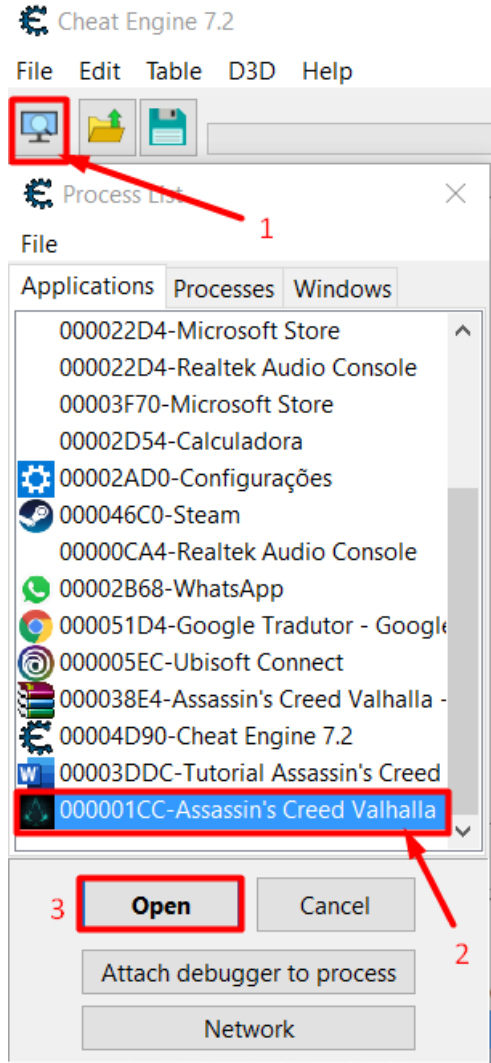 Cheat Engine 7.2
File Edit Table D3D Help
Process List
1
File
Applications Processes Windows
000022D4-Microsoft Store
000022D4-Realtek Audio Console
00003F70-Microsoft Store
00002D54-Calculadora
00002AD0-Configurações
000046C0-Steam
00000CA4-Realtek Audio Console
00002B68-WhatsApp
000051D4-Google Tradutor - Google
000005EC-Ubisoft Connect
000038E4-Assassin's Creed Valhalla -
00004D90-Cheat Engine 7.2
00003DDC-Tutorial Assassin's Creed
000001CC-Assassin's Creed Valhalla
3 Open Cancel
2
Attach debugger to process
Network